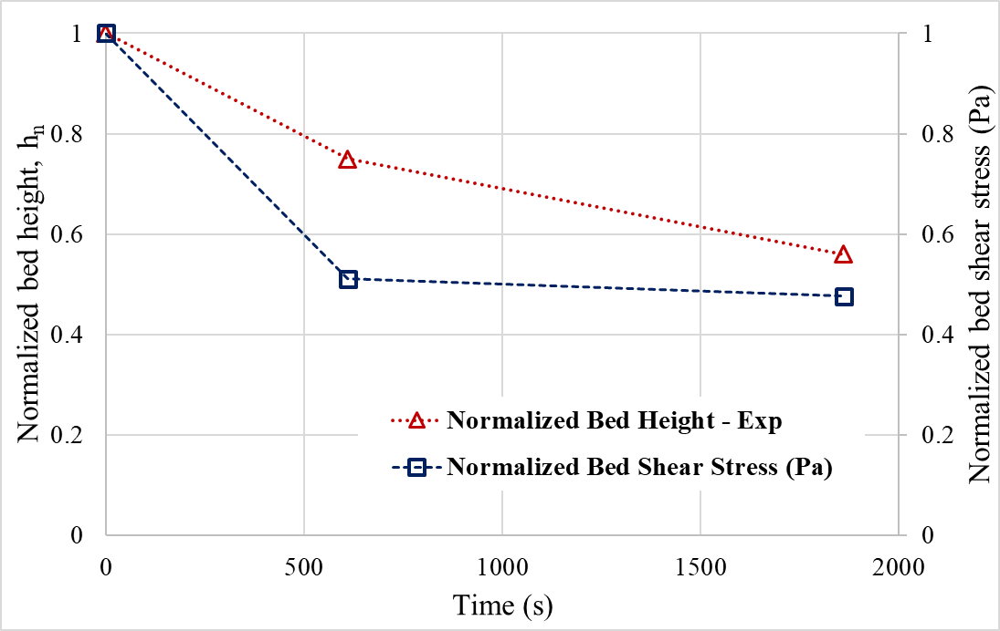 Normalized bed height, hn
1
0.8
0.6
0.4
0.2
0
1
0.8
0.6
0.4
0.2
0
Normalized bed shear stress (Pa)
Normalized Bed Height - Exp
Normalized Bed Shear Stress (Pa)
0 500 1000 1500 2000
Time (s)